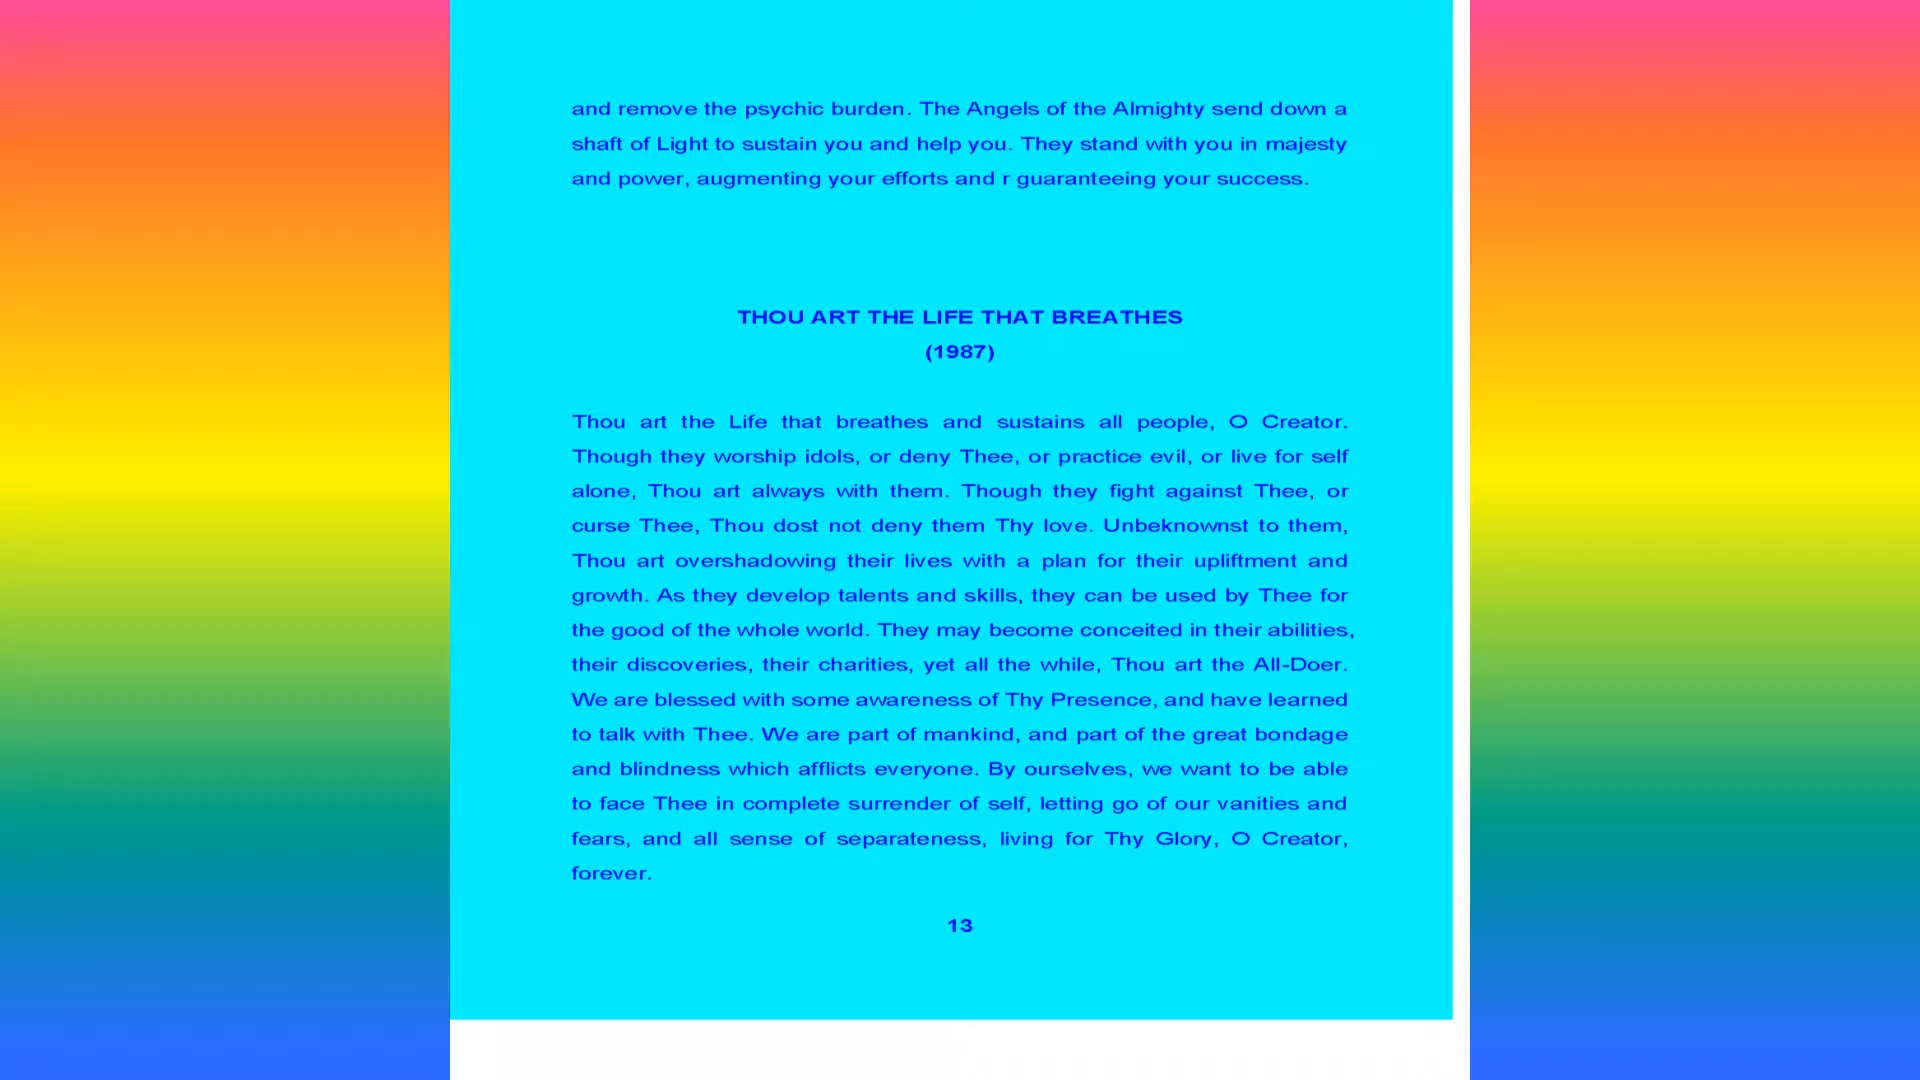 and remove the psychic burden. The Angels of the Almighty send down a
shaft of Light to sustain you and help you. They stand with you in majesty
and power, augmenting your efforts and r guaranteeing your success.
THOU ART THE LIFE THAT BREATHES
(1987)
Thou art the Life that breathes and sustains all people, O Creator.
Though they worship idols, or deny Thee, or practice evil, or live for self
alone, Thou art always with them. Though they fight against Thee, or
curse Thee, Thou dost not deny them Thy love. Unbeknownst to them,
Thou art overshadowing their lives with a plan for their upliftment and
growth. As they develop talents and skills, they can be used by Thee for
the good of the whole world. They may become conceited in their abilities,
their discoveries, their charities, yet all the while, Thou art the All-Doer.
We are blessed with some awareness of Thy Presence, and have learned
to talk with Thee. We are part of mankind, and part of the great bondage
and blindness which afflicts everyone. By ourselves, we want to be able
to face Thee in complete surrender of self, letting go of our vanities and
fears, and all sense of separateness, living for Thy Glory, O Creator,
forever.
13